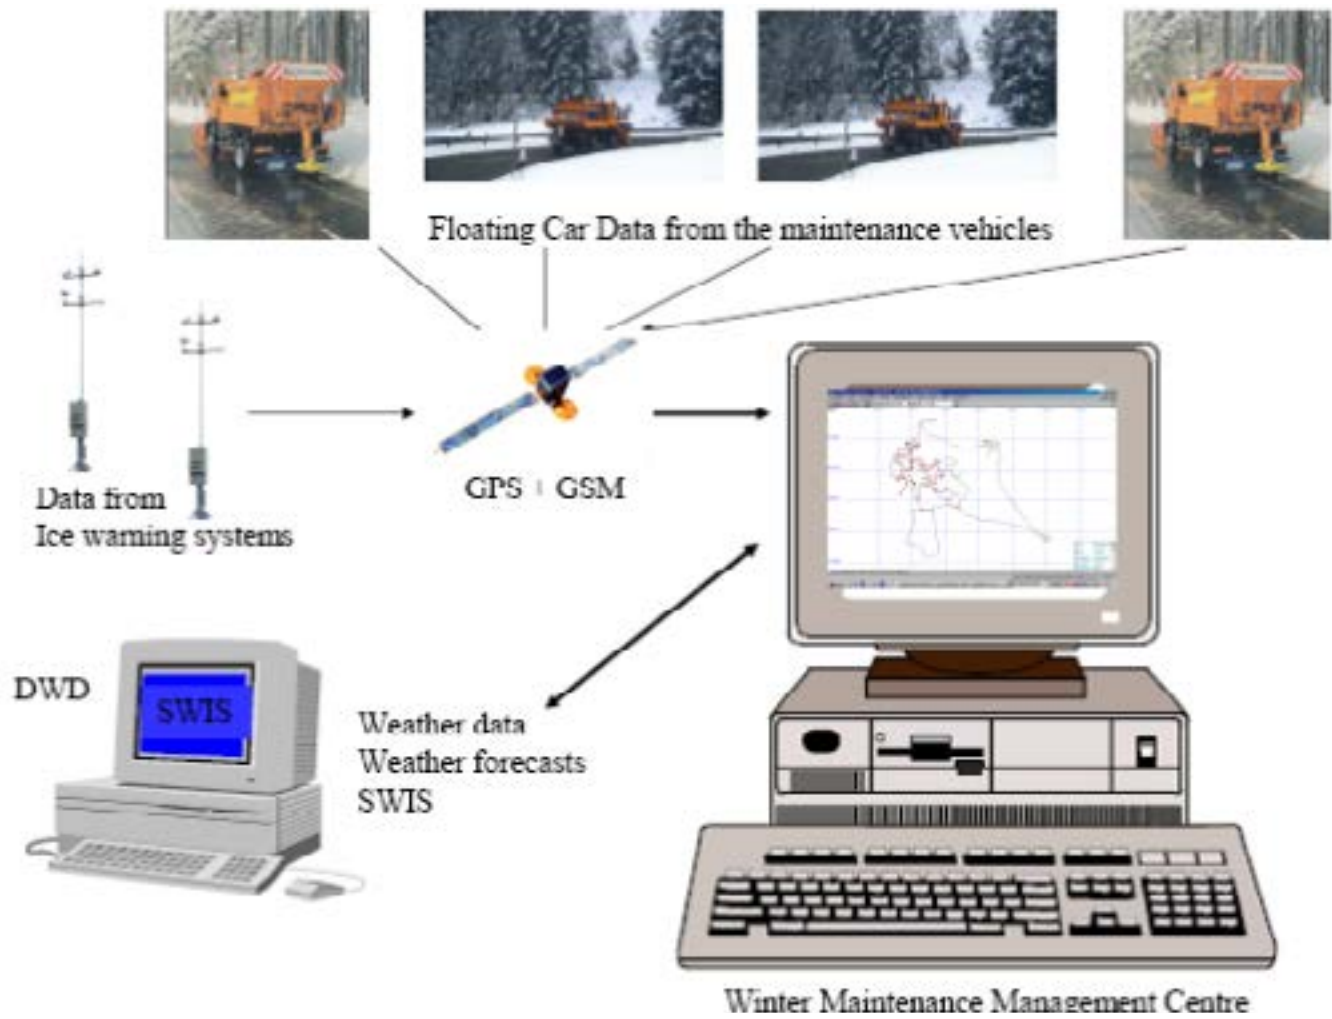 Floating Car Data from the maintenance vehicles
GPS + GSM
Data from
Ice warning systems
DWD
SWIS
Weather data
Weather forecasts
SWIS
Winter Maintenance Management Centre